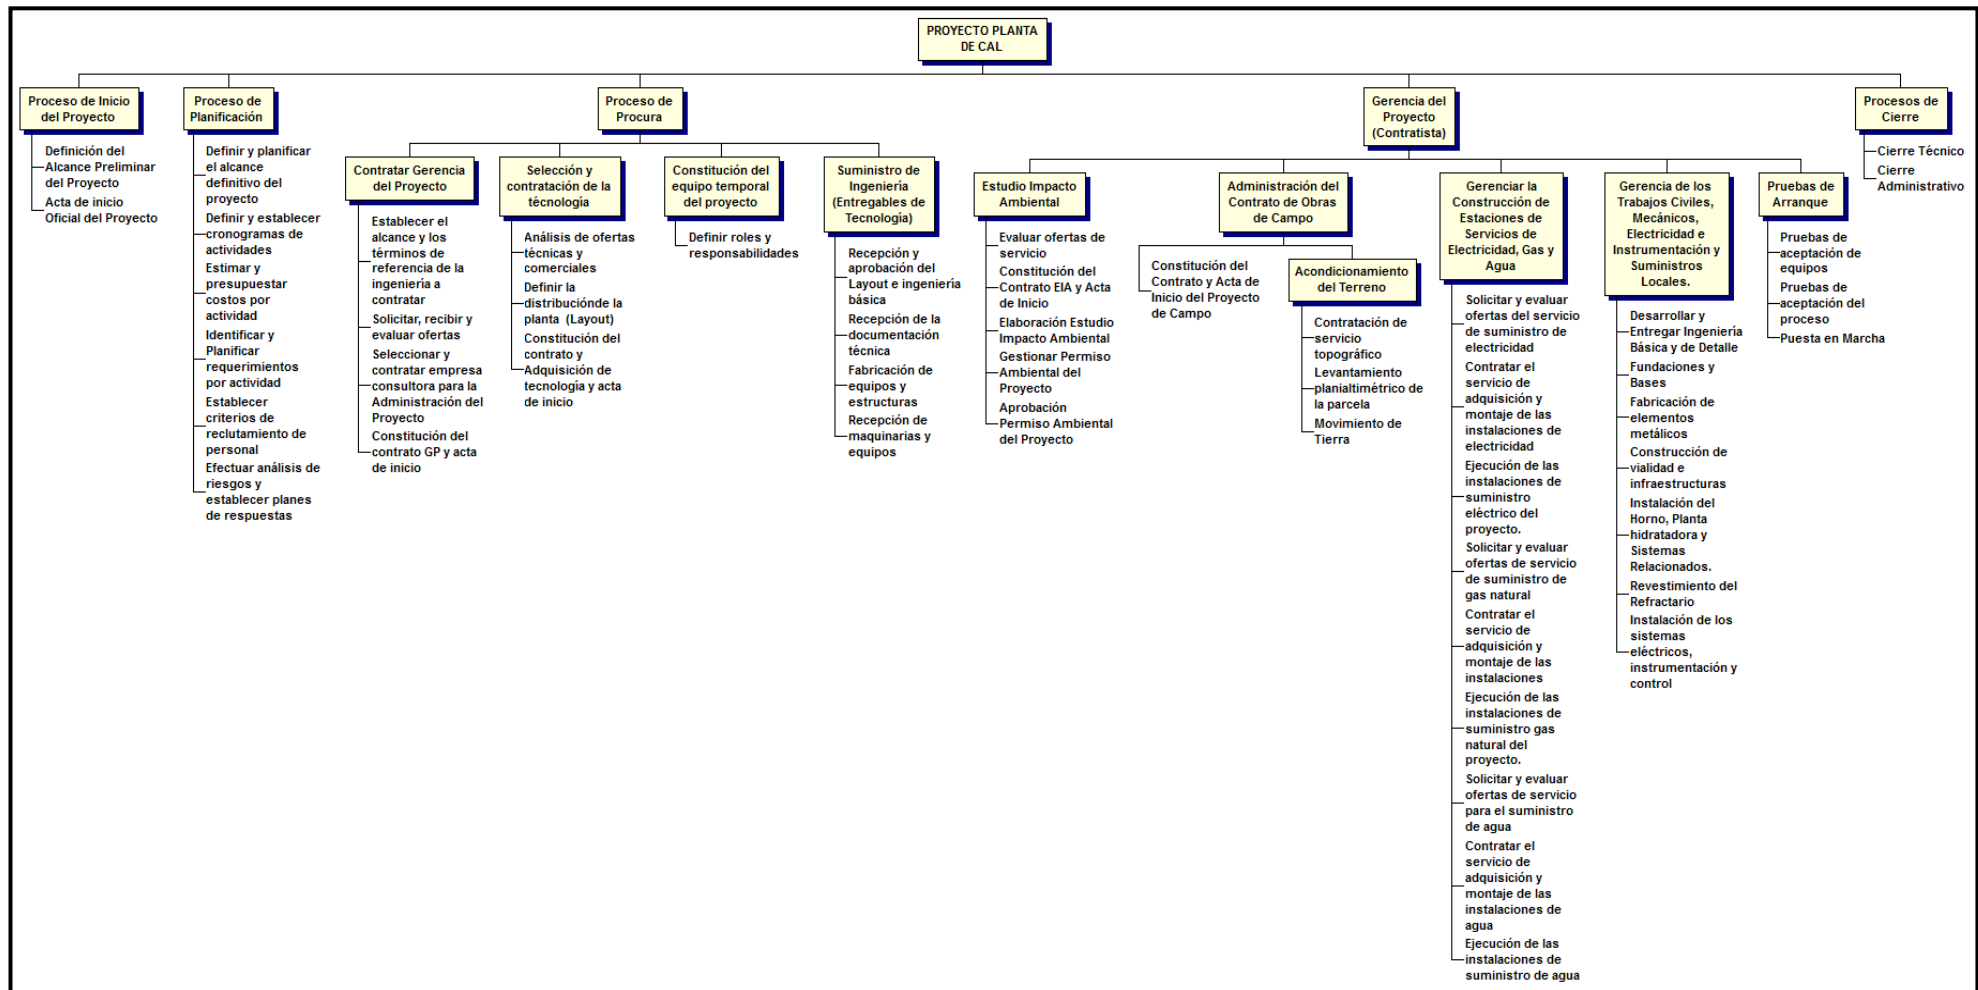 PROYECTO PLANTA
DE CAL
Proceso de Inicio
del Proyecto
Definición del
Alcance Preliminar
del Proyecto
Acta de inicio
Oficial del Proyecto
Proceso de
Planificación
Definir y planificar
el alcance
definitivo del
proyecto
Definir y establecer
cronogramas de
actividades
Estimar y
presupuestar
costos por
actividad
Identificar y
Planificar
requerimientos
por actividad
Establecer
criterios de
reclutamiento de
personal
Efectuar análisis de
riesgos y
establecer planes
de respuestas
Proceso de
Procura
Contratar Gerencia
del Proyecto
Establecer el
alcance y los
términos de
referencia de la
ingeniería a
contratar
Solicitar, recibir y
evaluar ofertas
Seleccionar y
contratar empresa
consultora para la
Administración del
Proyecto
Constitución del
contrato GP y acta
de inicio
Selección y
contratación de la
técnología
Análisis de ofertas
técnicas y
comerciales
Definir la
distribuciónde la
planta (Layout)
Constitución del
contrato y
Adquisición de
tecnología y acta
de inicio
Constitución del
equipo temporal
del proyecto
Definir roles y
responsabilidades
Suministro de
Ingeniería
(Entregables de
Tecnología)
Recepción y
aprobación del
Layout e ingeniería
básica
Recepción de la
documentación
técnica
Fabricación de
equipos y
estructuras
Recepción de
maquinarias y
equipos
Gerencia del
Proyecto
(Contratista)
Estudio Impacto
Ambiental
Evaluar ofertas de
servicio
Constitución del
Contrato EIA y Acta
de Inicio
Elaboración Estudio
Impacto Ambiental
Gestionar Permiso
Ambiental del
Proyecto
Aprobación
Permiso Ambiental
del Proyecto
Administración del
Contrato de Obras
de Campo
Constitución del
Contrato y Acta de
Inicio del Proyecto
de Campo
Acondicionamiento
del Terreno
Contratación de
servicio
topográfico
Levantamiento
planialtimétrico de
la parcela
Movimiento de
Tierra
Gerenciar la
Construcción de
Estaciones de
Servicios de
Electricidad, Gas y
Agua
Solicitar y evaluar
ofertas del servicio
de suministro de
electricidad
Contratar el
servicio de
adquisición y
montaje de las
instalaciones de
electricidad
Ejecución de las
instalaciones de
suministro
eléctrico del
proyecto.
Solicitar y evaluar
ofertas de servicio
de suministro de
gas natural
Contratar el
servicio de
adquisición y
montaje de las
instalaciones
Ejecución de las
instalaciones de
suministro gas
natural del
proyecto.
Solicitar y evaluar
ofertas de servicio
para el suministro
de agua
Contratar el
servicio de
adquisición y
montaje de las
instalaciones de
agua
Ejecución de las
instalaciones de
suministro de agua
Gerencia de los
Trabajos Civiles,
Mecánicos,
Electricidad e
Instrumentación y
Suministros
Locales.
Desarrollar y
Entregar Ingeniería
Básica y de Detalle
Fundaciones y
Bases
Fabricación de
elementos
metálicos
Construcción de
vialidad e
infraestructuras
Instalación del
Horno, Planta
hidratadora y
Sistemas
Relacionados.
Revestimiento del
Refractario
Instalación de los
sistemas
eléctricos,
instrumentación y
control
Pruebas de
Arranque
Pruebas de
aceptación de
equipos
Pruebas de
aceptación del
proceso
Puesta en Marcha
Procesos de
Cierre
Cierre Técnico
Cierre
Administrativo